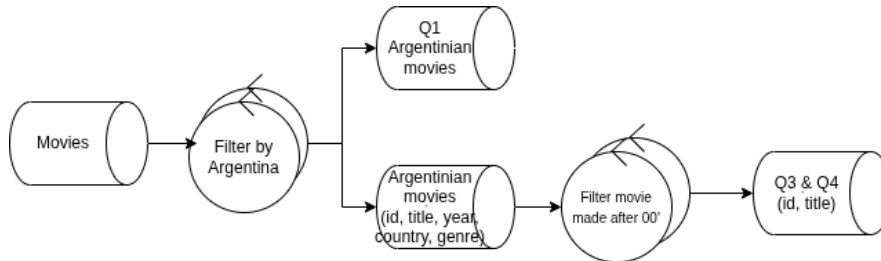 Movies
Filter by
Argentina
Q1
Argentinian
movies
Argentinian
movies
(id, title, year,
country, genre)
Filter movie
made after 00'
Q3 & Q4
(id, title)